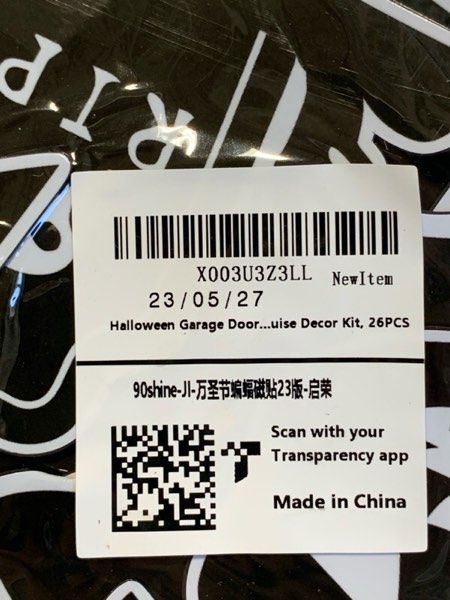 RIP
X003U3Z3LL NewItem
23/05/27
Halloween Garage Door...uise Decor Kit, 26PCS
90shine-JI-万圣节蝙蝠磁贴23版-启荣
Scan with your
Transparency app
Made in China